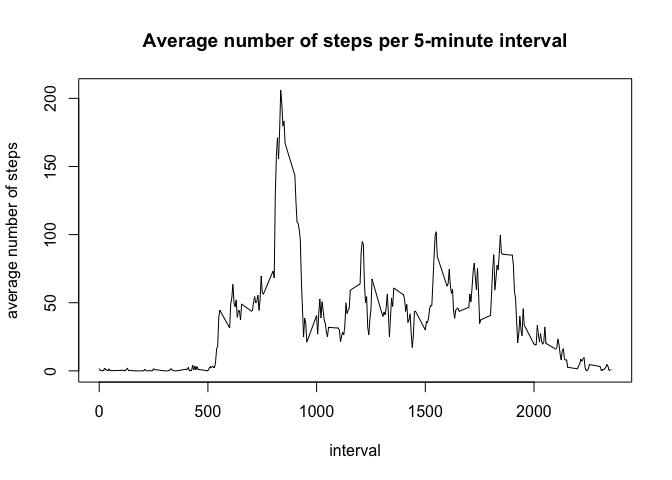 Average number of steps per 5-minute interval
average number of steps
200
150
100
50
0
0 500 1000 1500 2000
interval